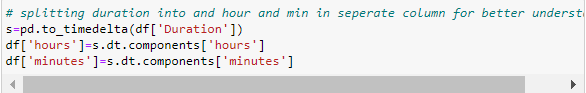 # splitting duration into and hour and min in seperate column for better underst
s=pd.to_timedelta(df['Duration'])
df['hours']=s.dt.components['hours']
df['minutes']=s.dt.components['minutes']